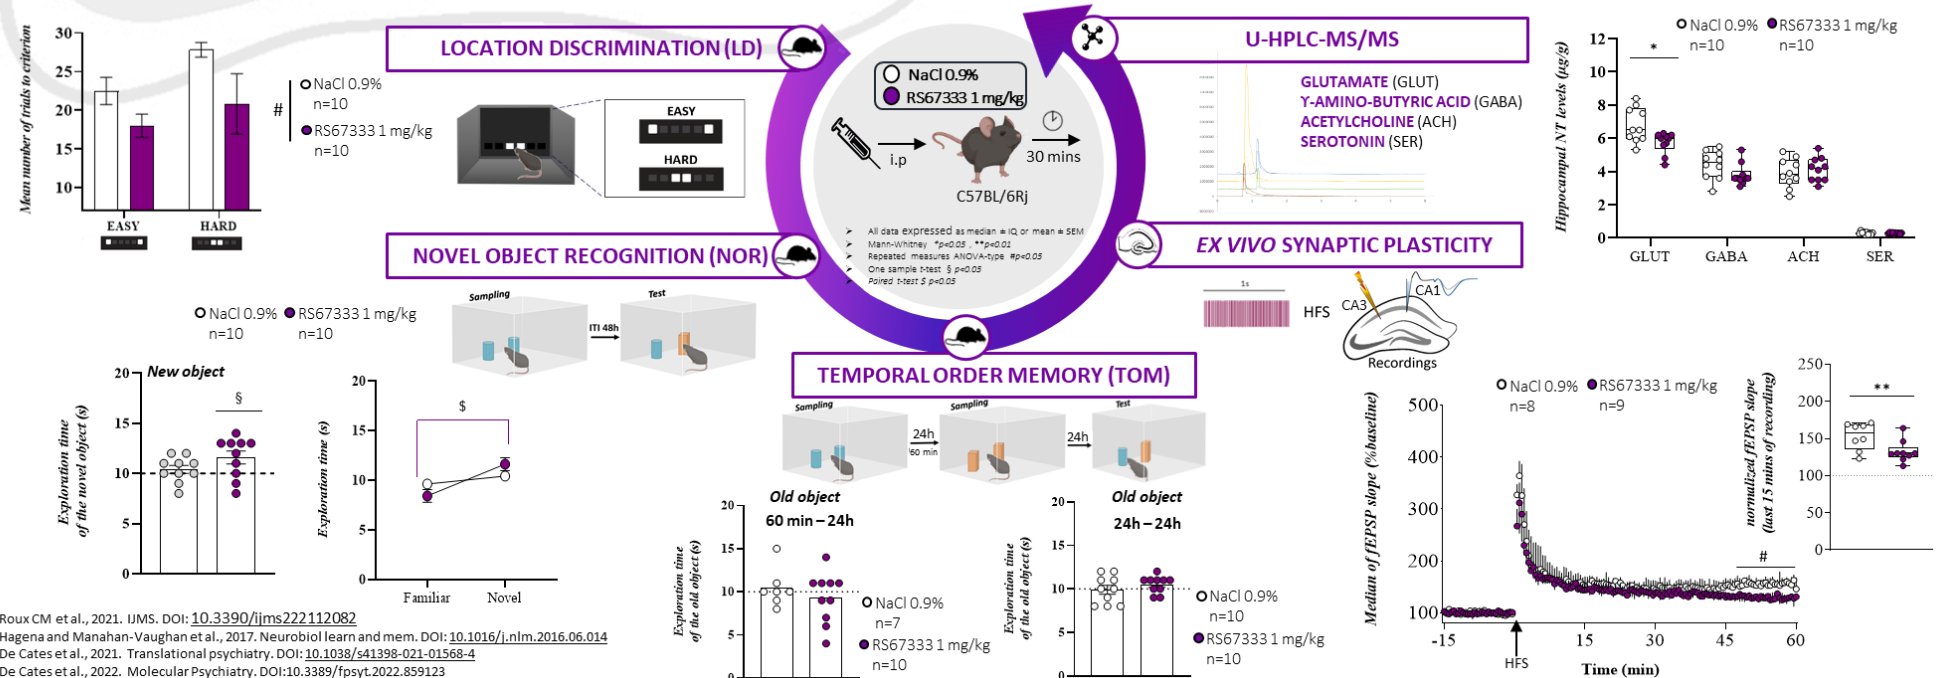 30
25
20
15
10
Mean number of trials to criterion
EASY
HARD
NaCl 0.9%
n=10
#
RS67333 1 mg/kg
n=10
LOCATION DISCRIMINATION (LD)
EASY
HARD
NaCl 0.9%
RS67333 1 mg/kg
i.p
30 mins
C57BL/6Rj
All data expressed as median ± IQ or mean ± SEM
Mann-Whitney *p<0.05 , **p<0.01
Repeated measures ANOVA-type #p<0.05
One sample t-test § p<0.05
Paired t-test $ p<0.05
U-HPLC-MS/MS
GLUTAMATE (GLUT)
Y-AMINO-BUTYRIC ACID (GABA)
ACETYLCHOLINE (ACH)
SEROTONIN (SER)
NaCl 0.9%
n=10
RS67333 1 mg/kg
n=10
Hippocampal NT levels (µg/g)
12
10
8
6
4
2
0
*
GLUT
GABA
ACH
SER
NOVEL OBJECT RECOGNITION (NOR)
Sampling
Test
ITI 48h
NaCl 0.9%
n=10
RS67333 1 mg/kg
n=10
New object
Exploration time
of the novel object (s)
20
15
10
5
0
§
Exploration time (s)
20
15
10
5
0
$
Familiar
Novel
TEMPORAL ORDER MEMORY (TOM)
Sampling
Sampling
Test
24h
60 min
24h
Old object
60 min – 24h
Exploration time
of the old object (s)
20
15
10
5
0
NaCl 0.9%
n=7
RS67333 1 mg/kg
n=10
Old object
24h – 24h
Exploration time
of the old object (s)
20
15
10
5
0
NaCl 0.9%
n=10
RS67333 1 mg/kg
n=10
EX VIVO SYNAPTIC PLASTICITY
1s
HFS
CA3
CA1
Recordings
NaCl 0.9%
n=8
RS67333 1 mg/kg
n=9
Median of fEPSP slope (%baseline)
500
400
300
200
100
#
-15
15
30
45
60
HFS
Time (min)
normalized fEPSP slope
(last 15 mins of recording)
250
200
150
100
50
0
**
Roux CM et al., 2021. IJMS. DOI: 10.3390/ijms222112082
Hagena and Manahan-Vaughan et al., 2017. Neurobiol learn and mem. DOI: 10.1016/j.nlm.2016.06.014
De Cates et al., 2021. Translational psychiatry. DOI: 10.1038/s41398-021-01568-4
De Cates et al., 2022. Molecular Psychiatry. DOI:10.3389/fpsyt.2022.859123